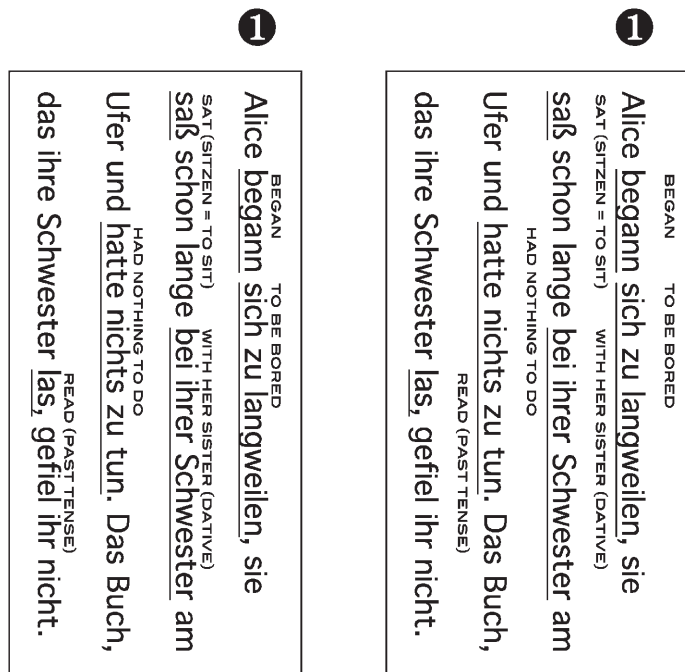 ❶
BEGAN TO BE BORED
Alice begann sich zu langweilen, sie
SAT (SITZEN = TO SIT) WITH HER SISTER (DATIVE)
saß schon lange bei ihrer Schwester am
HAD NOTHING TO DO
Ufer und hatte nichts zu tun. Das Buch,
READ (PAST TENSE)
das ihre Schwester las, gefiel ihr nicht.
❶
BEGAN TO BE BORED
Alice begann sich zu langweilen, sie
SAT (SITZEN = TO SIT) WITH HER SISTER (DATIVE)
saß schon lange bei ihrer Schwester am
HAD NOTHING TO DO
Ufer und hatte nichts zu tun. Das Buch,
READ (PAST TENSE)
das ihre Schwester las, gefiel ihr nicht.